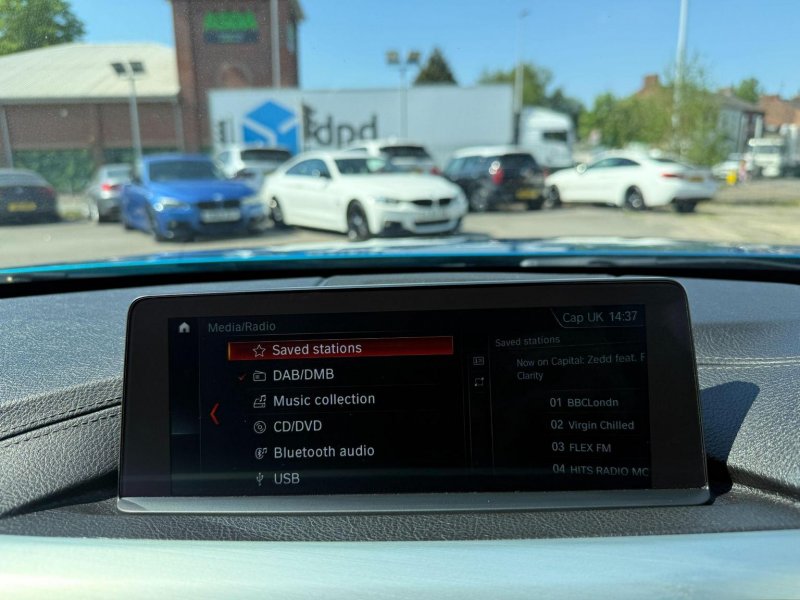 dpd
Media/Radio
Cap UK 14:37
Saved stations
DAB/DMB
Music collection
CD/DVD
Bluetooth audio
USB
Saved stations
Now on Capital: Zedd feat. F
Clarity
01 BBCLondn
02 Virgin Chilled
03 FLEX FM
04 HITS RADIO MC